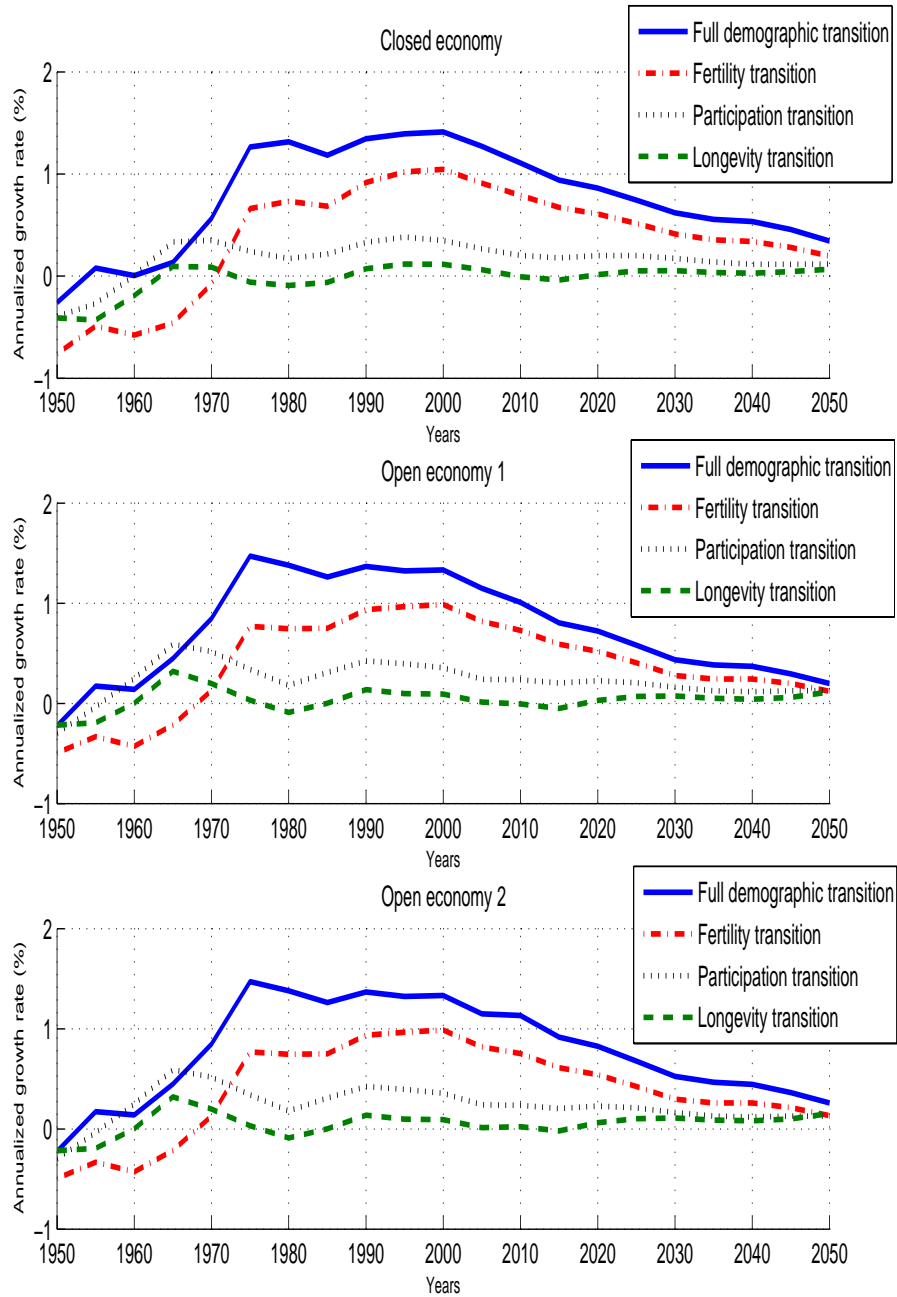 Closed economy
Full demographic transition
Fertility transition
Participation transition
Longevity transition
Annualized growth rate (%)
2
1
0
−1
1950 1960 1970 1980 1990 2000 2010 2020 2030 2040 2050
Years
Open economy 1
Full demographic transition
Fertility transition
Participation transition
Longevity transition
Annualized growth rate (%)
2
1
0
−1
1950 1960 1970 1980 1990 2000 2010 2020 2030 2040 2050
Years
Open economy 2
Full demographic transition
Fertility transition
Participation transition
Longevity transition
Annualized growth rate (%)
2
1
0
−1
1950 1960 1970 1980 1990 2000 2010 2020 2030 2040 2050
Years